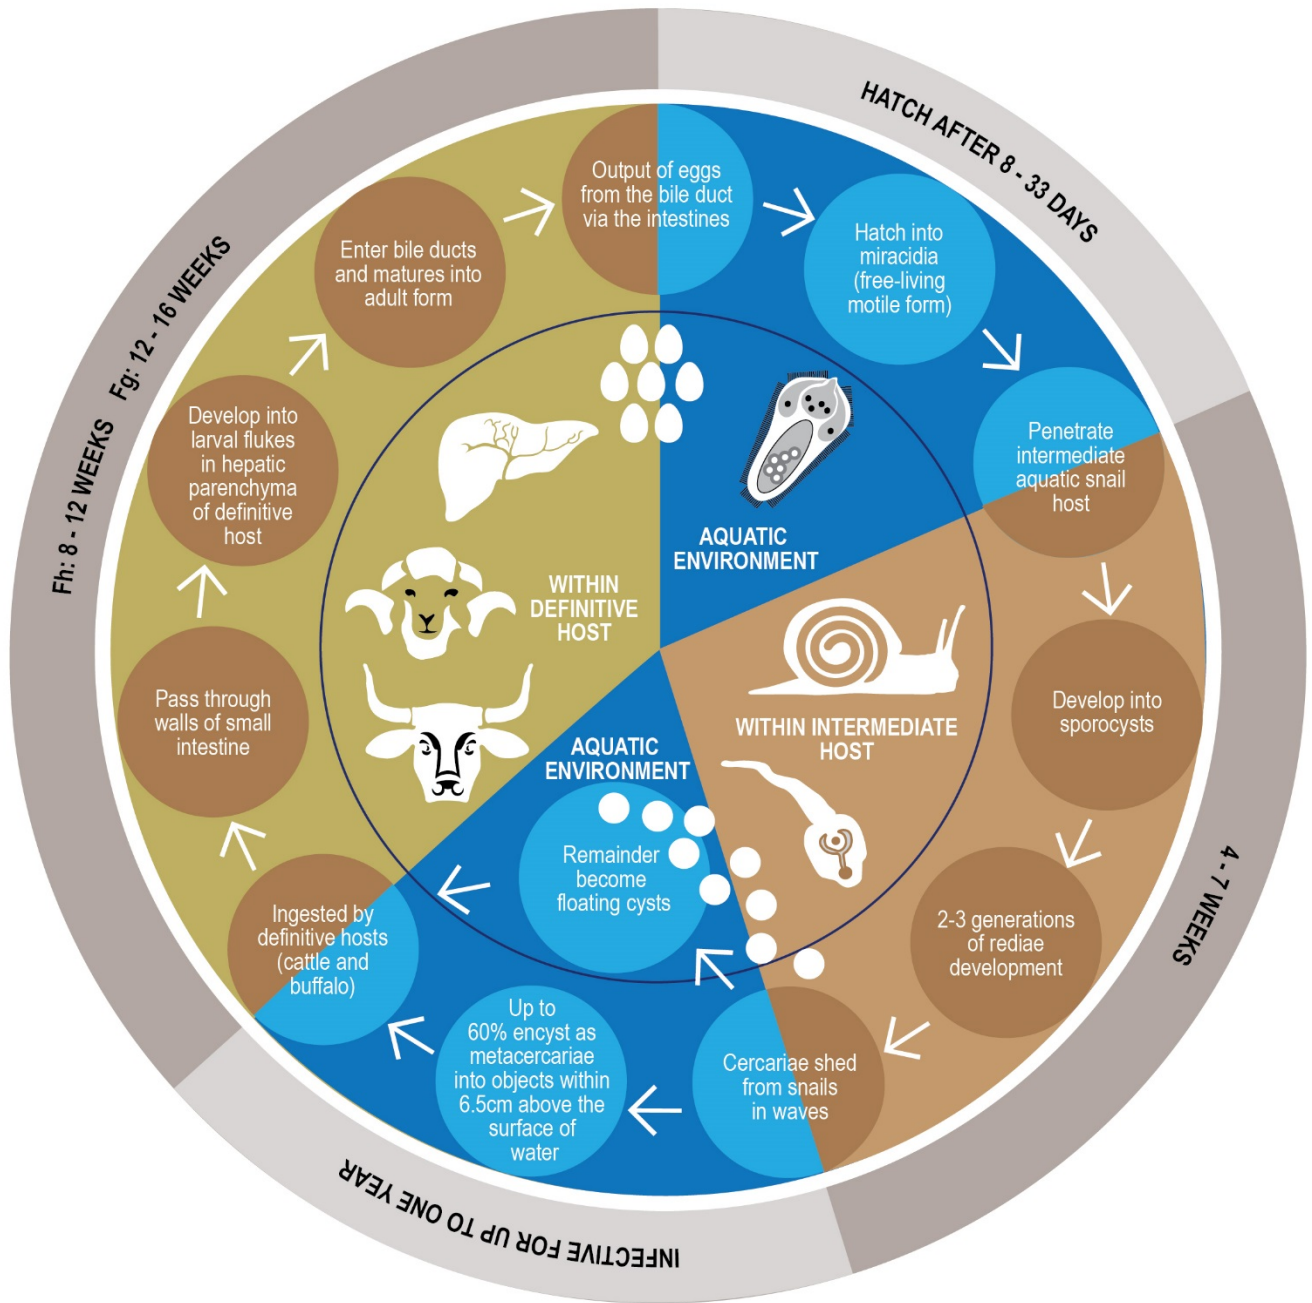 HATCH AFTER 8 - 33 DAYS
4 - 7 WEEKS
INFECTIVE FOR UP TO ONE YEAR
Fh: 8 - 12 WEEKS    Fg: 12 - 16 WEEKS
Output of eggs
from the bile duct
via the intestines
Hatch into
miracidia
(free-living
motile form)
Penetrate
intermediate
aquatic snail
host
Develop into
sporocysts
2-3 generations
of rediae
development
Cercariae shed
from snails
in waves
Remainder
become
floating cysts
Up to
60% encyst as
metacercariae
into objects within
6.5cm above the
surface of
water
Ingested by
definitive hosts
(cattle and
buffalo)
Pass through
walls of small
intestine
Develop into
larval flukes
in hepatic
parenchyma
of definitive
host
Enter bile ducts
and matures into
adult form
AQUATIC
ENVIRONMENT
WITHIN INTERMEDIATE
HOST
AQUATIC
ENVIRONMENT
WITHIN
DEFINITIVE
HOST